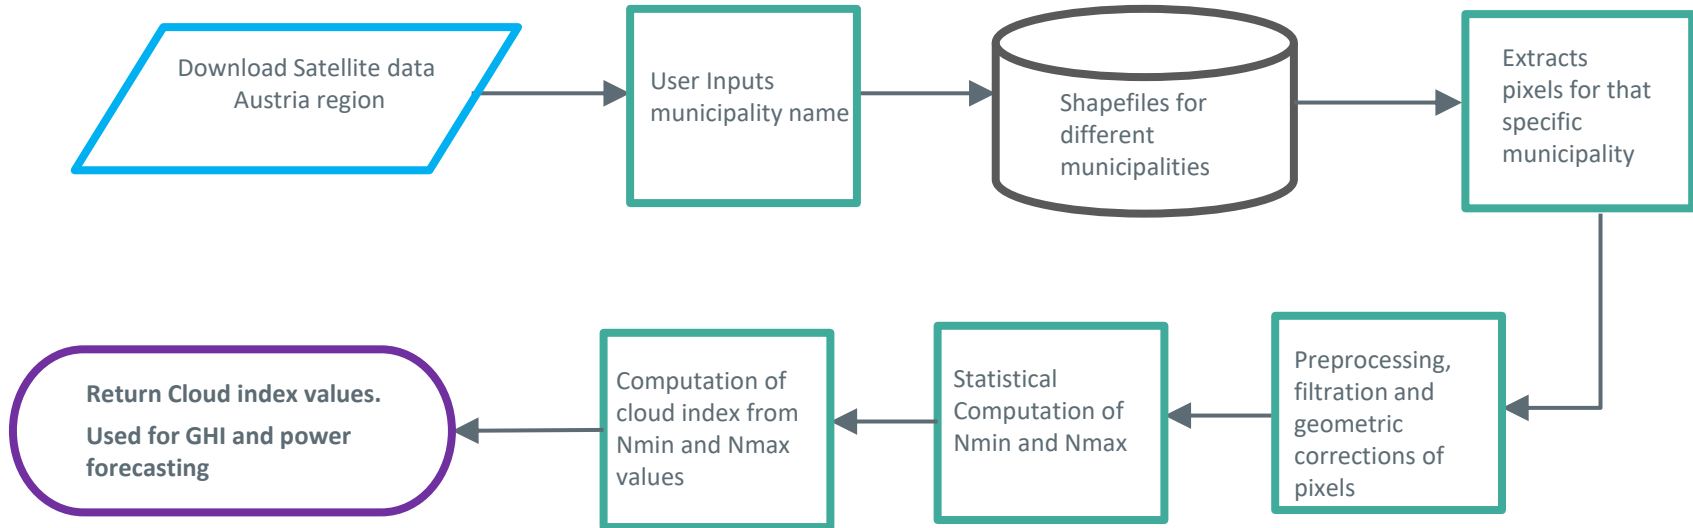 Download Satellite data
Austria region
User Inputs
municipality name
Shapefiles for
different
municipalities
Extracts
pixels for that
specific
municipality
Preprocessing,
filtration and
geometric
corrections of
pixels
Statistical
Computation of
Nmin and Nmax
Computation of
cloud index from
Nmin and Nmax
values
Return Cloud index values.
Used for GHI and power
forecasting